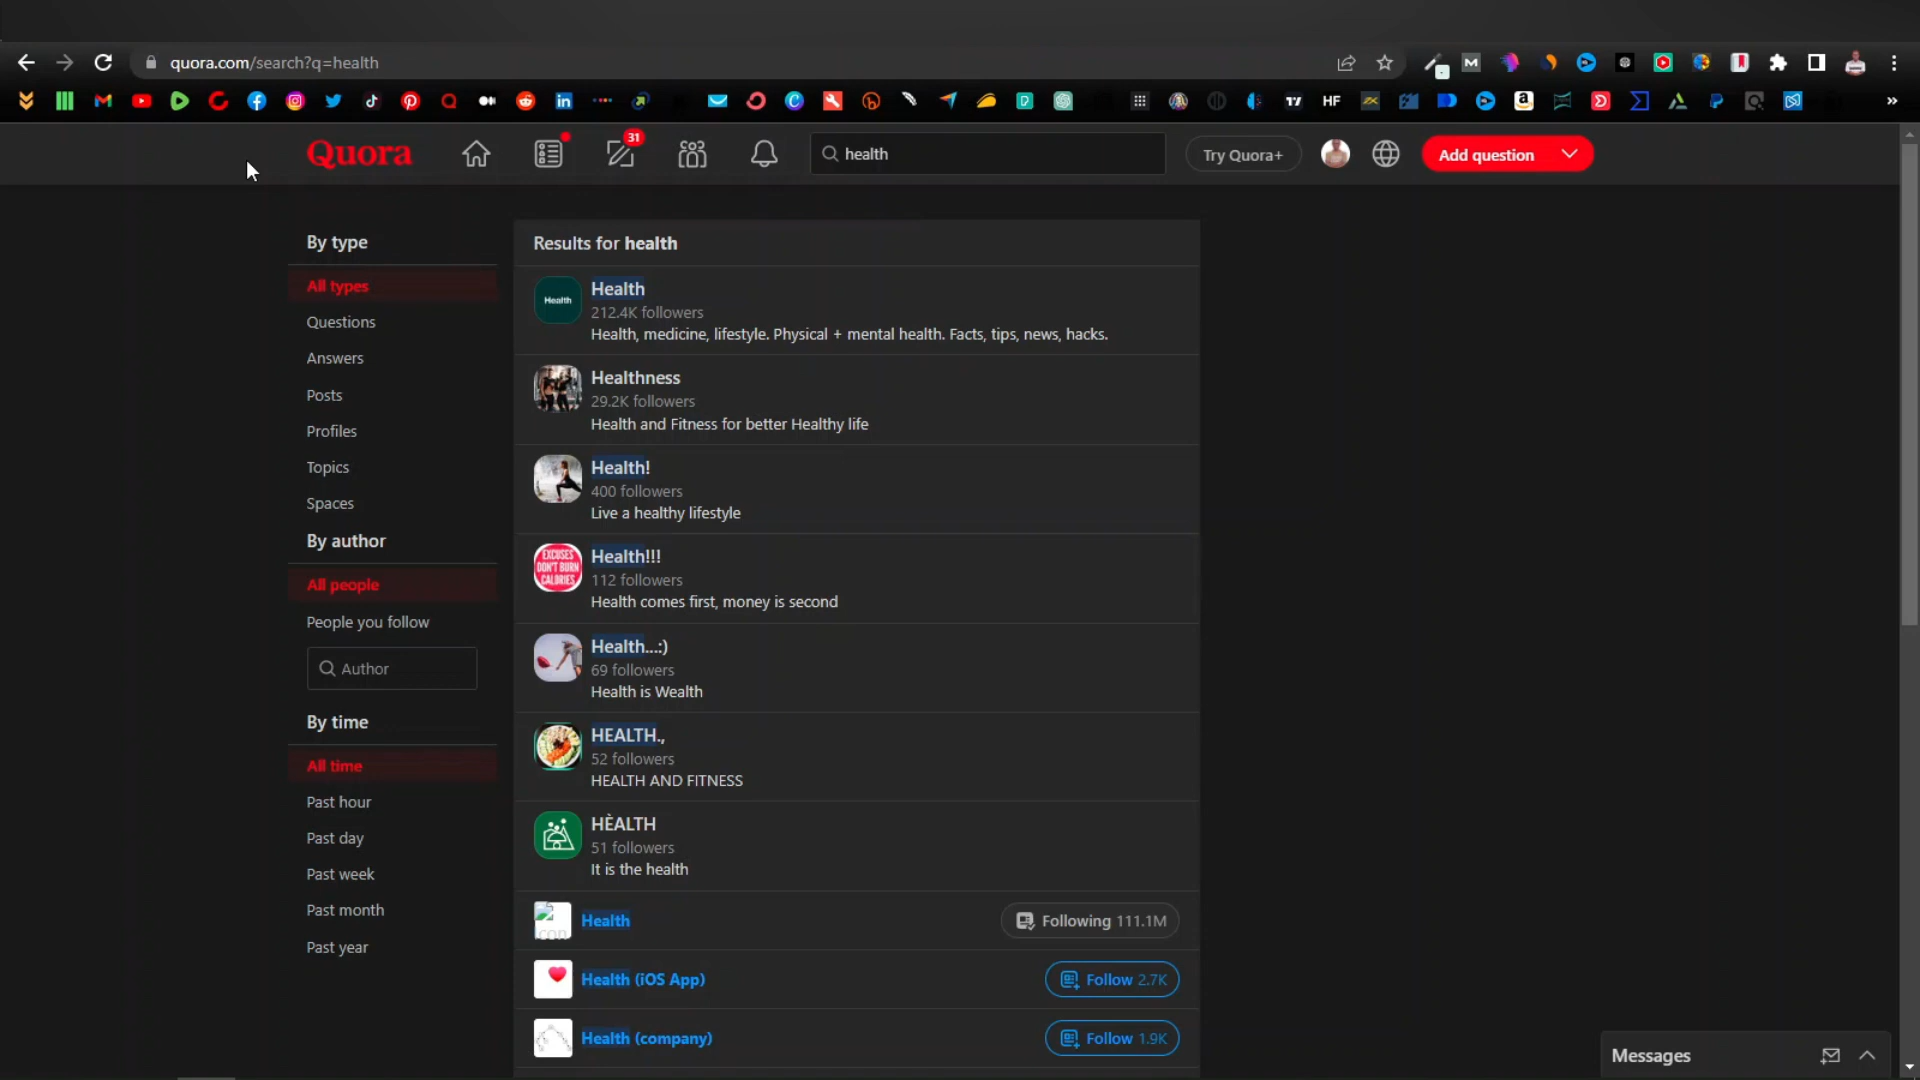 quora.com/search?q=health
HF
Quora
31
health
Try Quora+
Add question
By type
All types
Questions
Answers
Posts
Profiles
Topics
Spaces
By author
All people
People you follow
Author
By time
All time
Past hour
Past day
Past week
Past month
Past year
Results for health
Health
Health
212.4K followers
Health, medicine, lifestyle. Physical + mental health. Facts, tips, news, hacks.
Healthness
29.2K followers
Health and Fitness for better Healthy life
Health!
400 followers
Live a healthy lifestyle
EXCUSES
DON'T BURN
CALORIES
Health!!!
112 followers
Health comes first, money is second
Health...:)
69 followers
Health is Wealth
HEALTH.,
52 followers
HEALTH AND FITNESS
HÈALTH
51 followers
It is the health
Health
Following 111.1M
Health (iOS App)
Follow 2.7K
Health (company)
Follow 1.9K
Messages